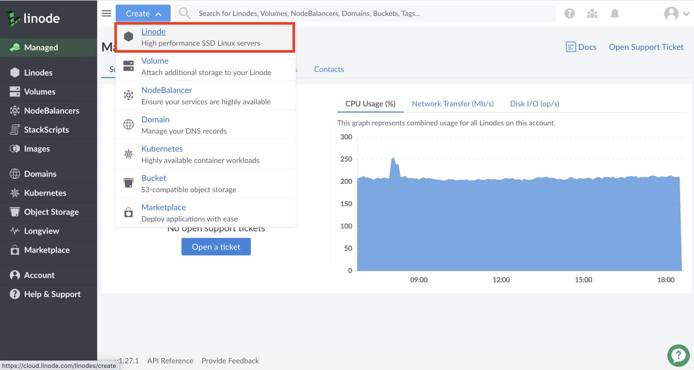 linode
Create
Search for Linodes, Volumes, NodeBalancers, Domains, Buckets, Tags...
Managed
Linodes
Volumes
NodeBalancers
StackScripts
Images
Domains
Kubernetes
Object Storage
Longview
Marketplace
Account
Help & Support
Linode
High performance SSD Linux servers
Volume
Attach additional storage to your Linode
NodeBalancer
Ensure your services are highly available
Domain
Manage your DNS records
Kubernetes
Highly available container workloads
Bucket
S3-compatible object storage
Marketplace
Deploy applications with ease
Docs
Open Support Ticket
Contacts
No open support tickets
Open a ticket
CPU Usage (%)
Network Transfer (Mb/s)
Disk I/O (op/s)
This graph represents combined usage for all Linodes on this account.
300
250
200
150
100
50
0
09:00
12:00
15:00
18:00
v1.27.1
API Reference
Provide Feedback
https://cloud.linode.com/linodes/create